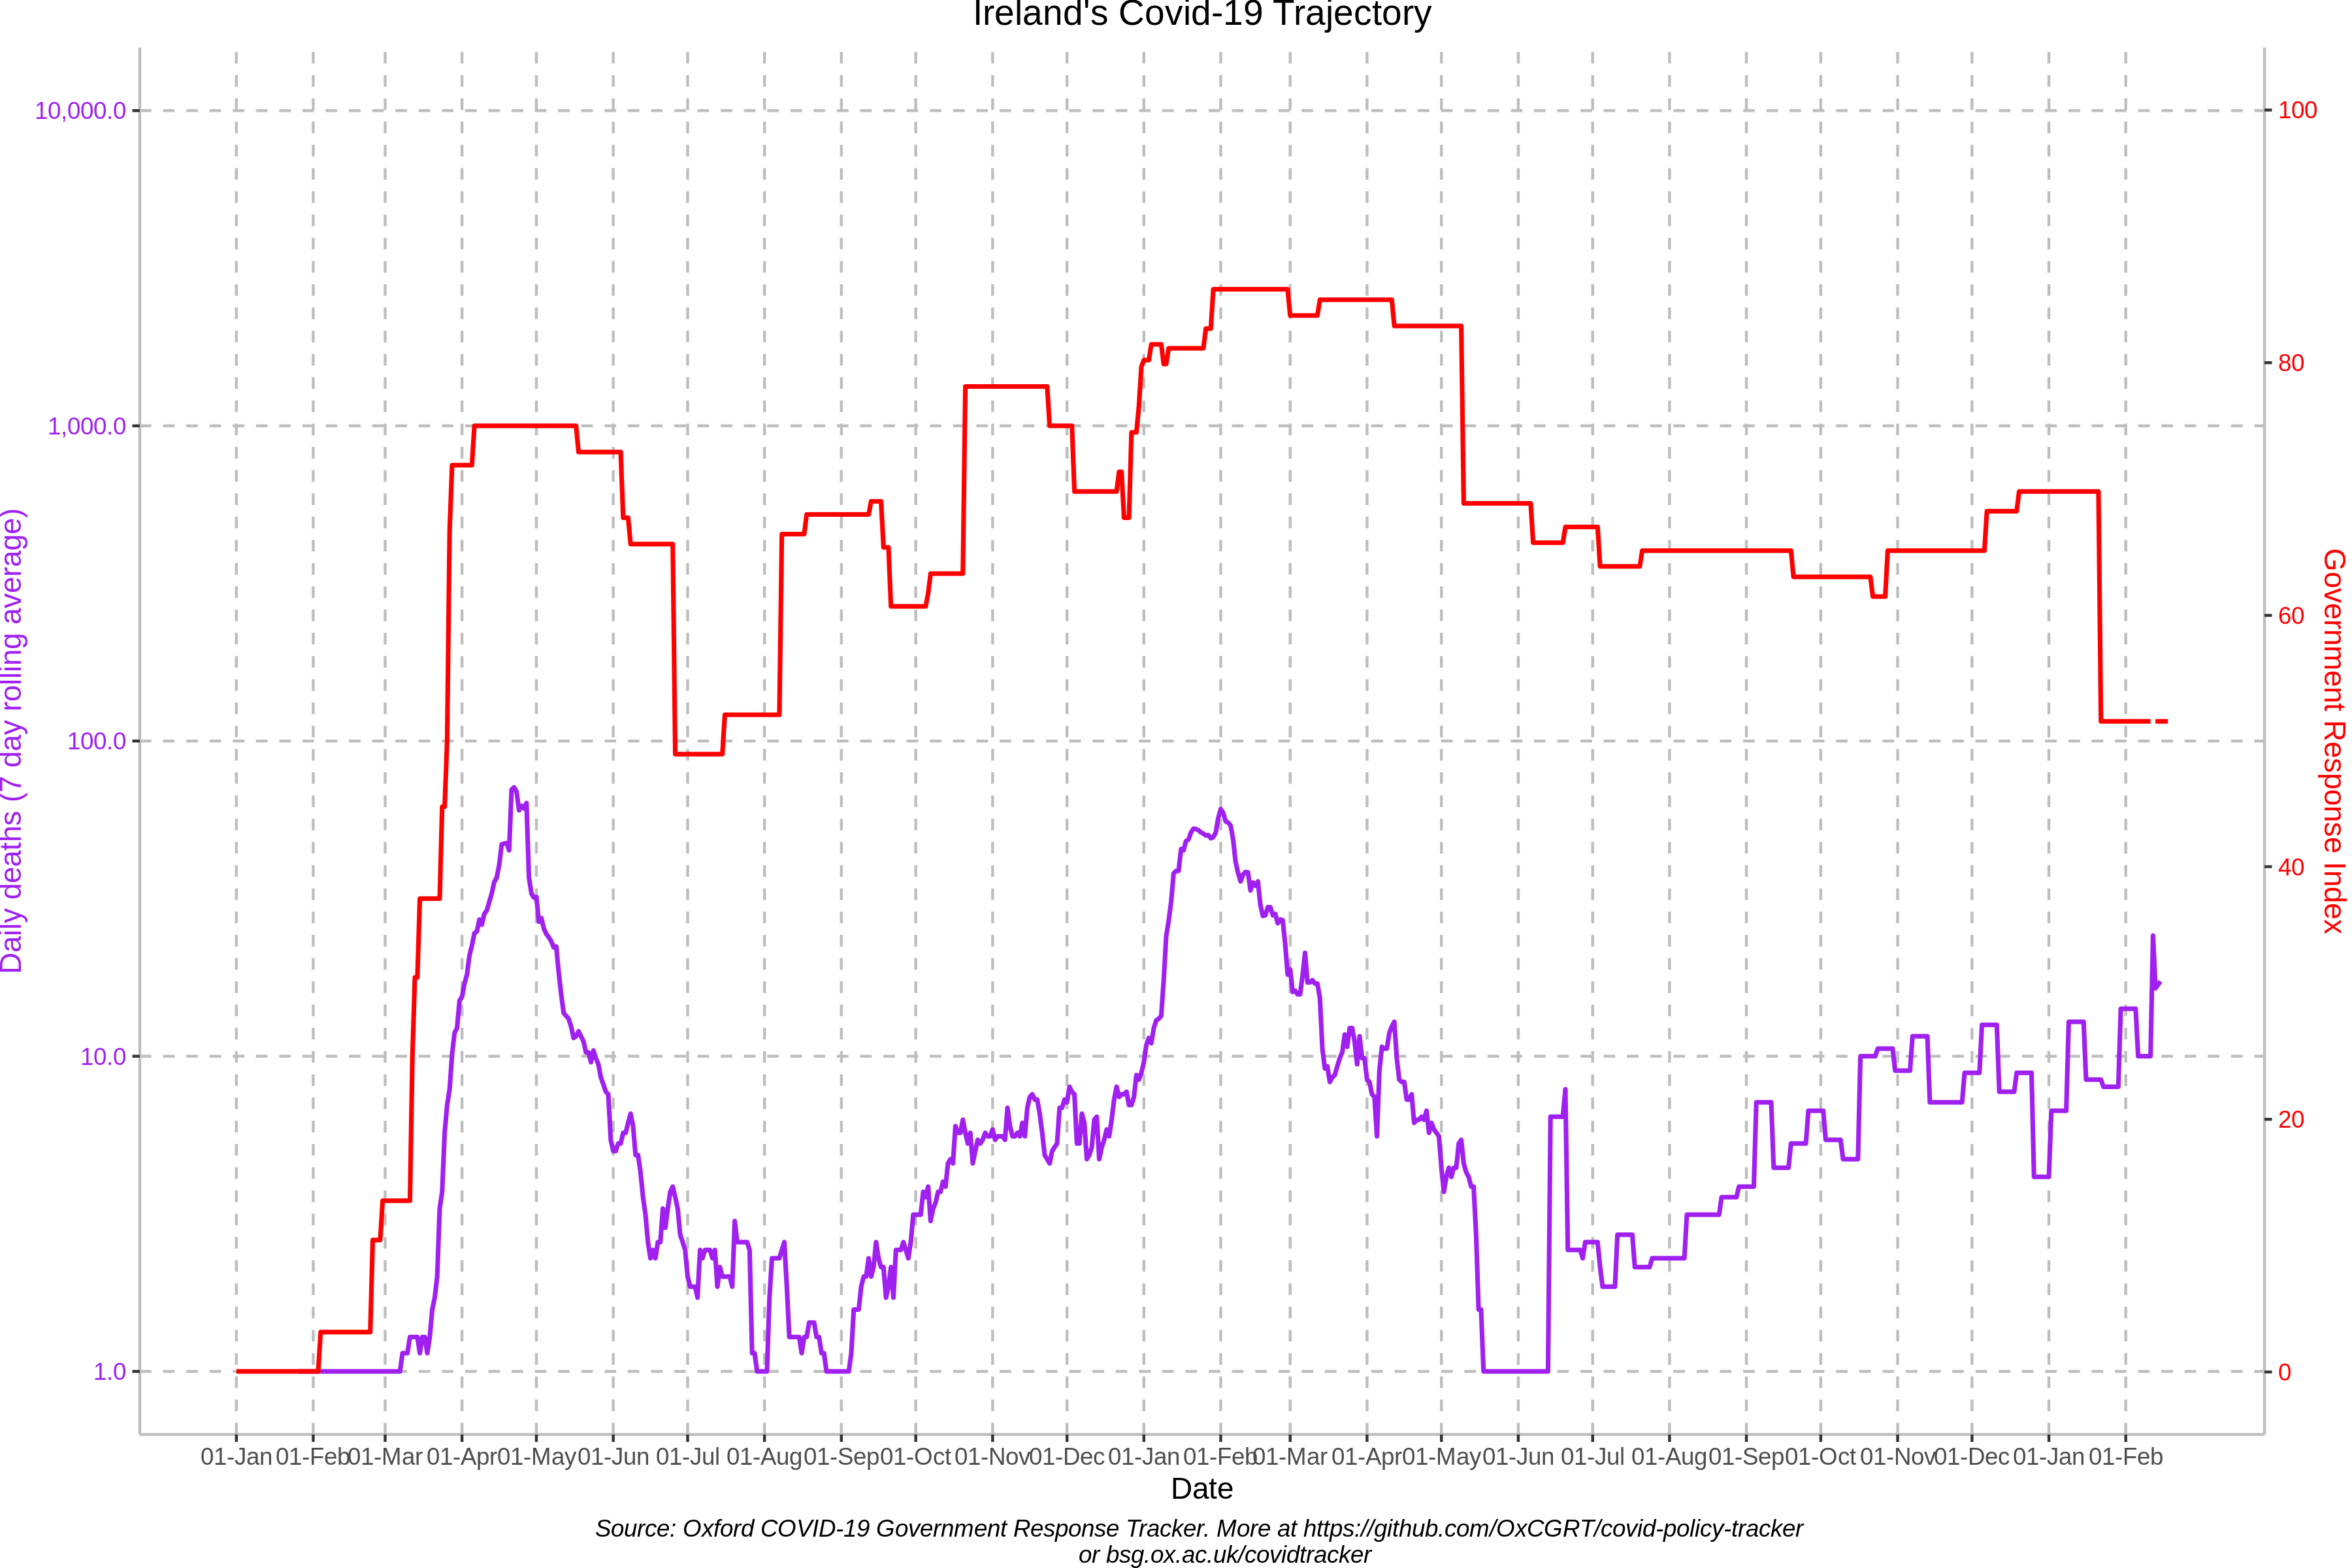 Ireland's Covid-19 Trajectory
10,000.0
1,000.0
100.0
10.0
1.0
Daily deaths (7 day rolling average)
100
80
60
40
20
0
Government Response Index
01-Jan 01-Feb 01-Mar 01-Apr 01-May 01-Jun 01-Jul 01-Aug 01-Sep 01-Oct 01-Nov 01-Dec 01-Jan 01-Feb 01-Mar 01-Apr 01-May 01-Jun 01-Jul 01-Aug 01-Sep 01-Oct 01-Nov 01-Dec 01-Jan 01-Feb
Date
Source: Oxford COVID-19 Government Response Tracker. More at https://github.com/OxCGRT/covid-policy-tracker
or bsg.ox.ac.uk/covidtracker